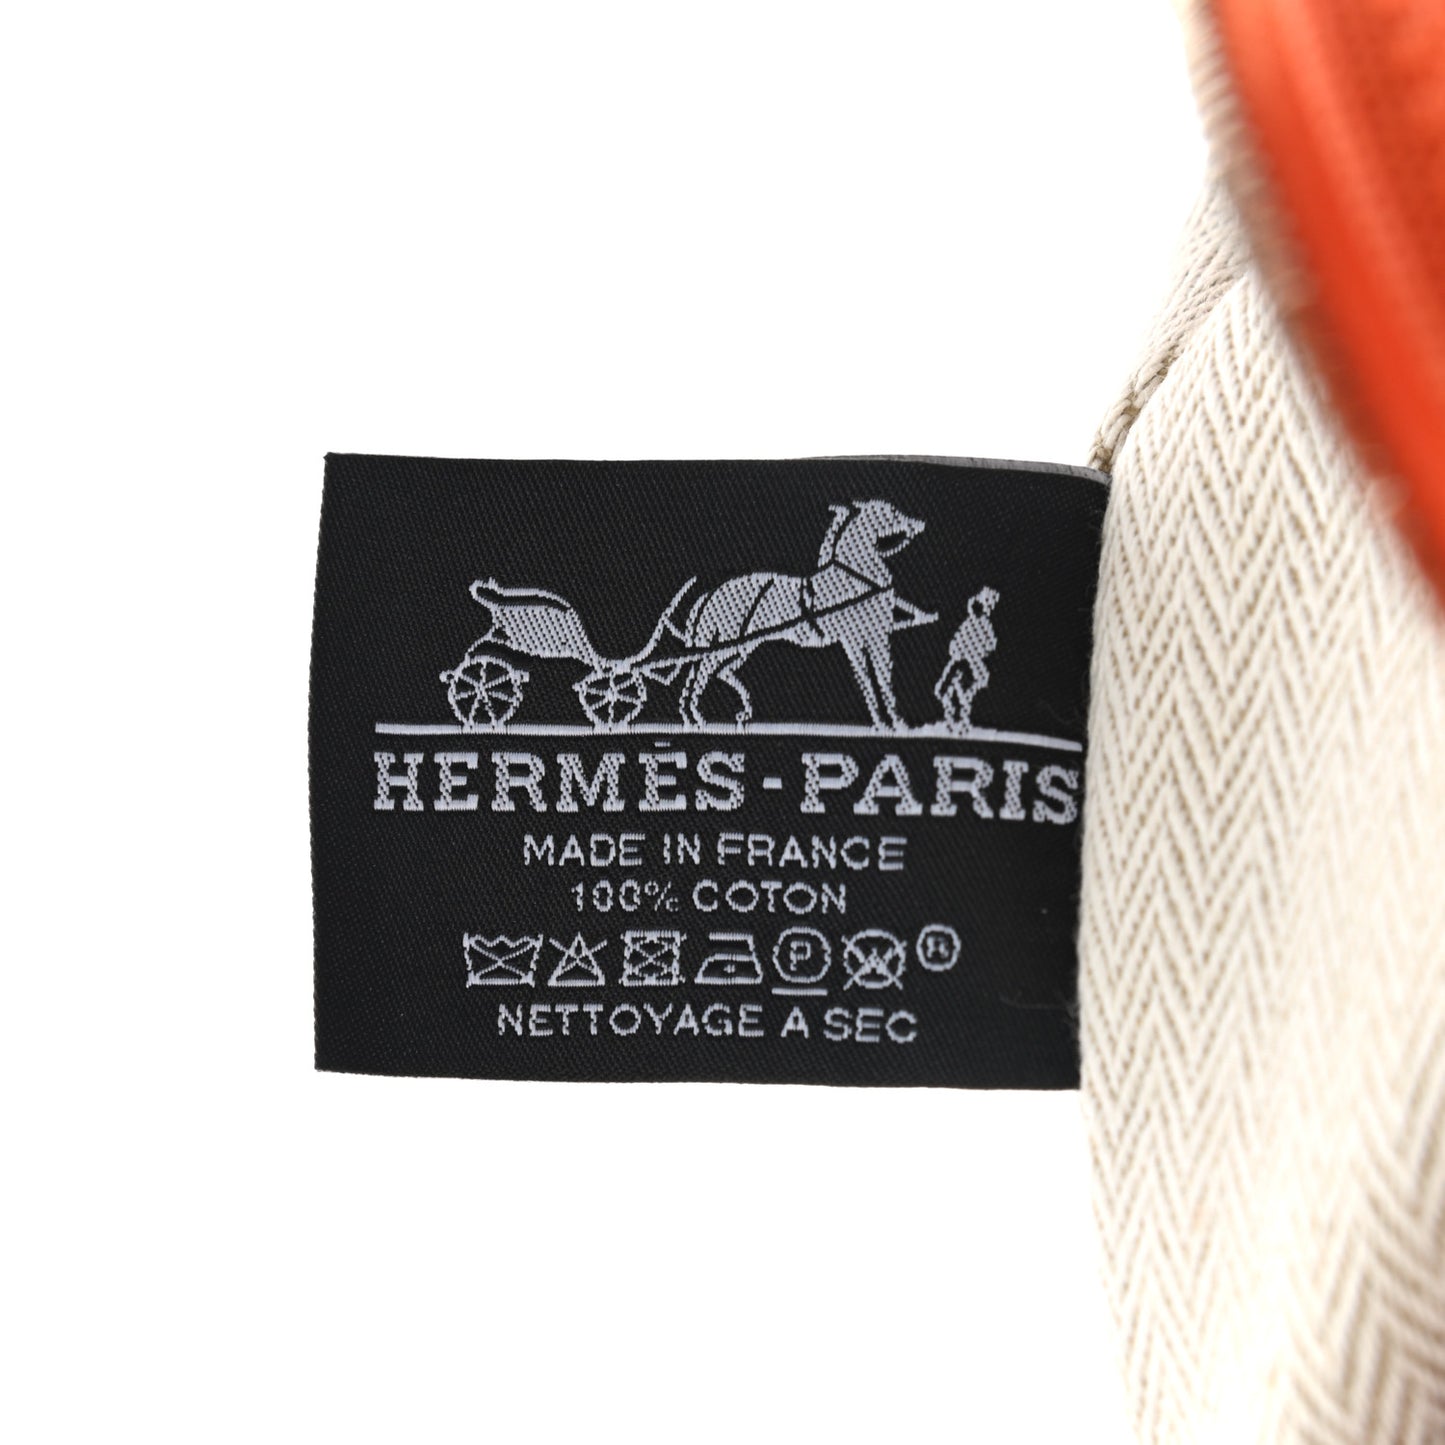 HERMÈS-PARIS
MADE IN FRANCE
100% COTON
P ®
NETTOYAGE A SEC